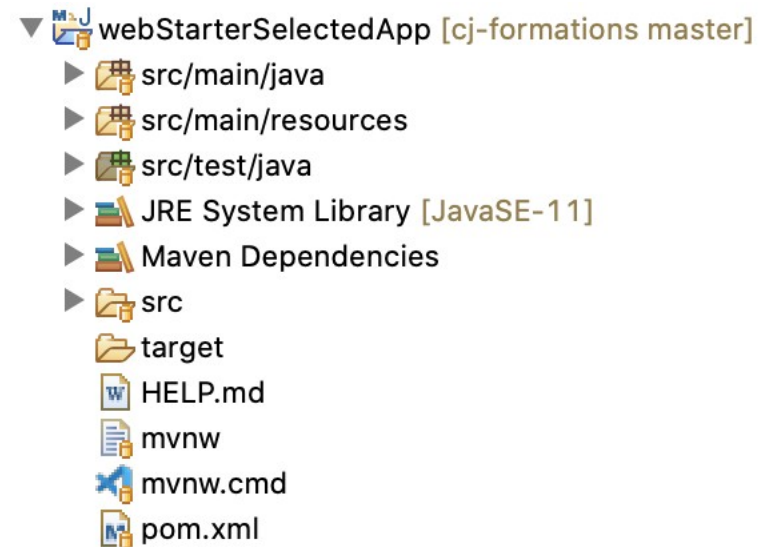 webStarterSelectedApp [cj-formations master]
src/main/java
src/main/resources
src/test/java
JRE System Library [JavaSE-11]
Maven Dependencies
src
target
HELP.md
mvnw
mvnw.cmd
pom.xml